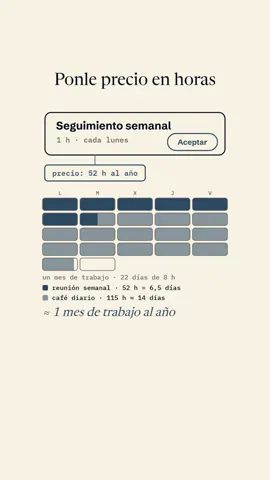 Ponle precio en horas
Seguimiento semanal
1 h · cada lunes
Aceptar
precio: 52 h al año
L M X J V
un mes de trabajo · 22 días de 8 h
reunión semanal · 52 h = 6,5 días
café diario · 115 h = 14 días
≈ 1 mes de trabajo al año